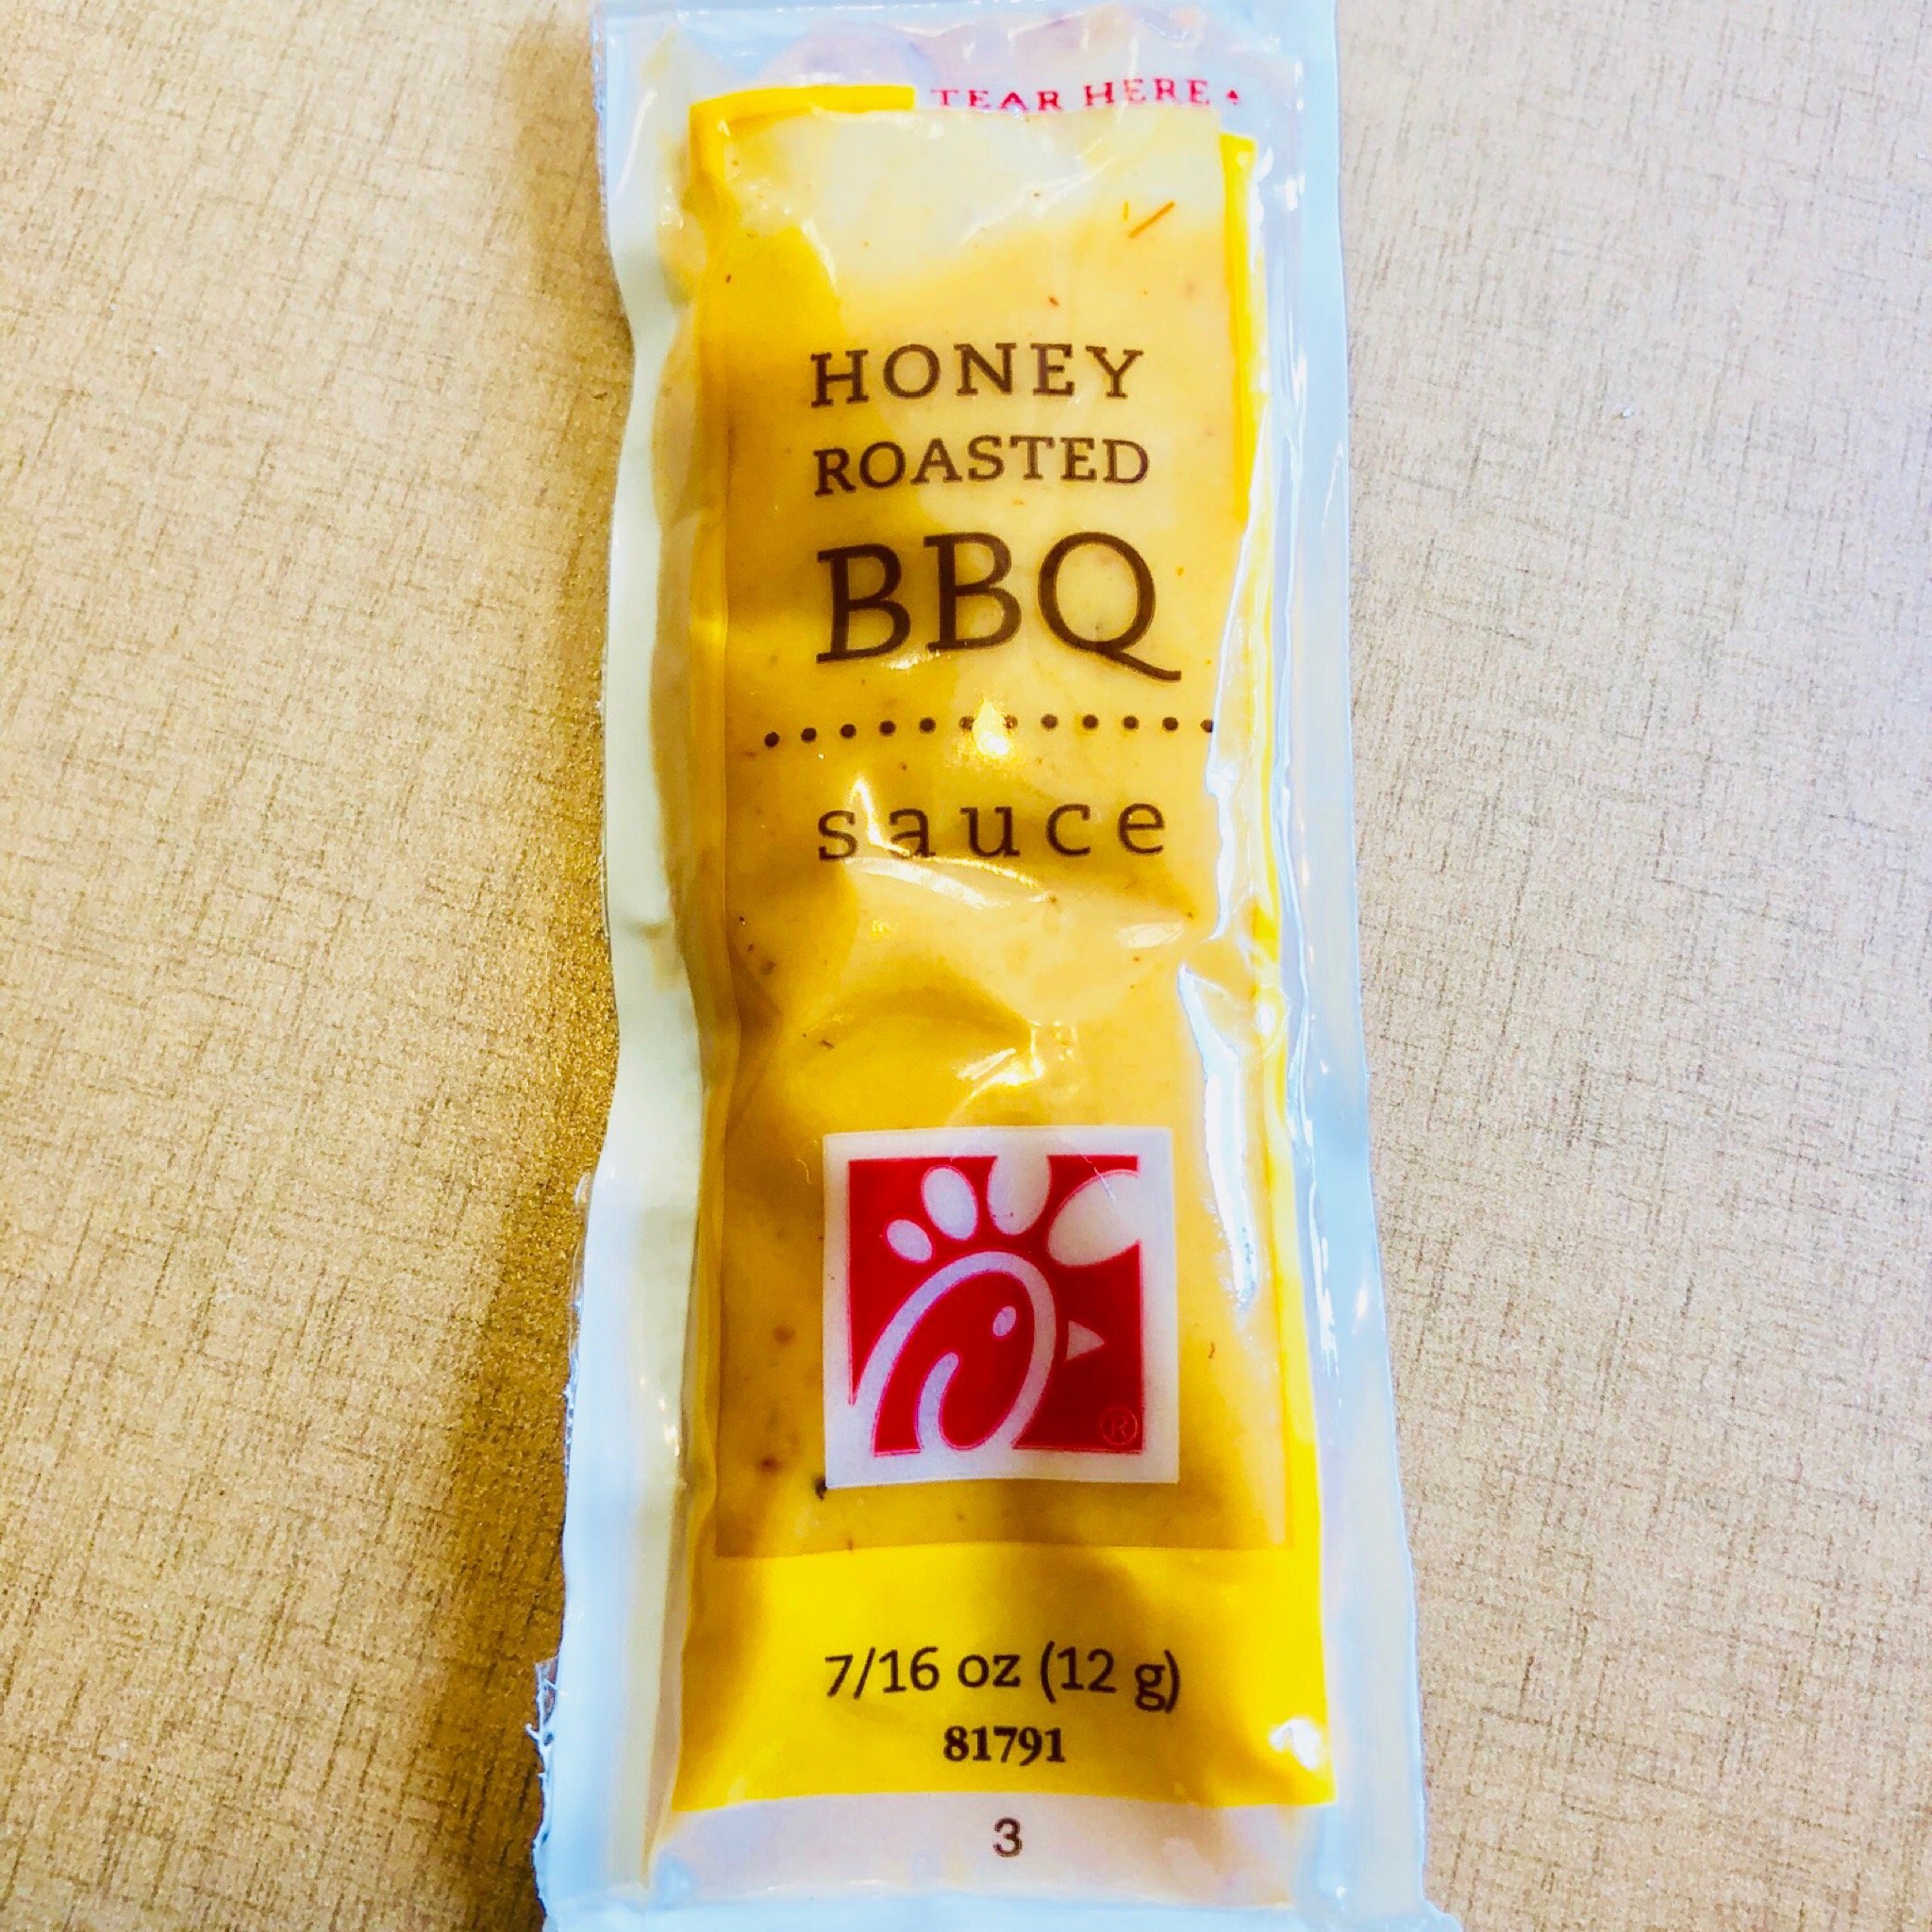 TEAR HERE
HONEY
ROASTED
BBQ
sauce
®
7/16 oz (12 g)
81791
3